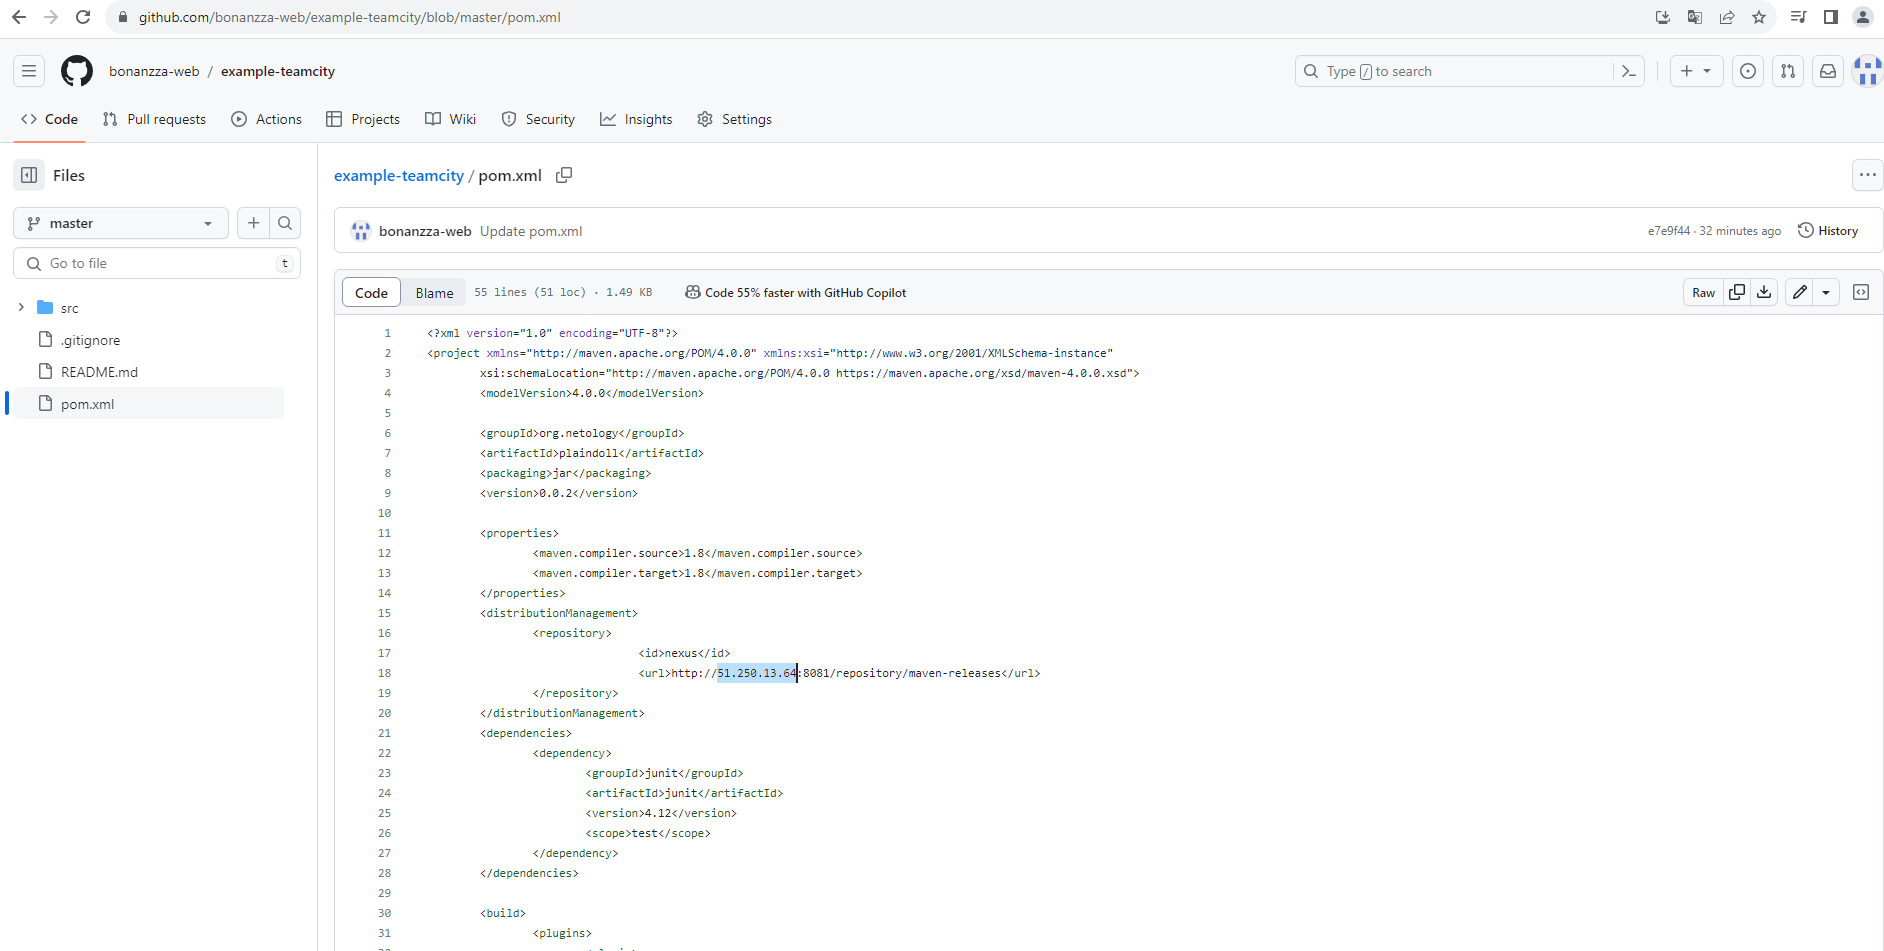 github.com/bonanzza-web/example-teamcity/blob/master/pom.xml
bonanzza-web / example-teamcity
Type / to search
Code Pull requests Actions Projects Wiki Security Insights Settings
Files
master
Go to file t
src
.gitignore
README.md
pom.xml
example-teamcity / pom.xml
bonanzza-web Update pom.xml
e7e9f44 · 32 minutes ago History
Code Blame 55 lines (51 loc) · 1.49 KB Code 55% faster with GitHub Copilot Raw
1 <?xml version="1.0" encoding="UTF-8"?>
2 <project xmlns="http://maven.apache.org/POM/4.0.0" xmlns:xsi="http://www.w3.org/2001/XMLSchema-instance"
3 xsi:schemaLocation="http://maven.apache.org/POM/4.0.0 https://maven.apache.org/xsd/maven-4.0.0.xsd">
4 <modelVersion>4.0.0</modelVersion>
5
6 <groupId>org.netology</groupId>
7 <artifactId>plaindoll</artifactId>
8 <packaging>jar</packaging>
9 <version>0.0.2</version>
10
11 <properties>
12 <maven.compiler.source>1.8</maven.compiler.source>
13 <maven.compiler.target>1.8</maven.compiler.target>
14 </properties>
15 <distributionManagement>
16 <repository>
17 <id>nexus</id>
18 <url>http://51.250.13.64:8081/repository/maven-releases</url>
19 </repository>
20 </distributionManagement>
21 <dependencies>
22 <dependency>
23 <groupId>junit</groupId>
24 <artifactId>junit</artifactId>
25 <version>4.12</version>
26 <scope>test</scope>
27 </dependency>
28 </dependencies>
29
30 <build>
31 <plugins>